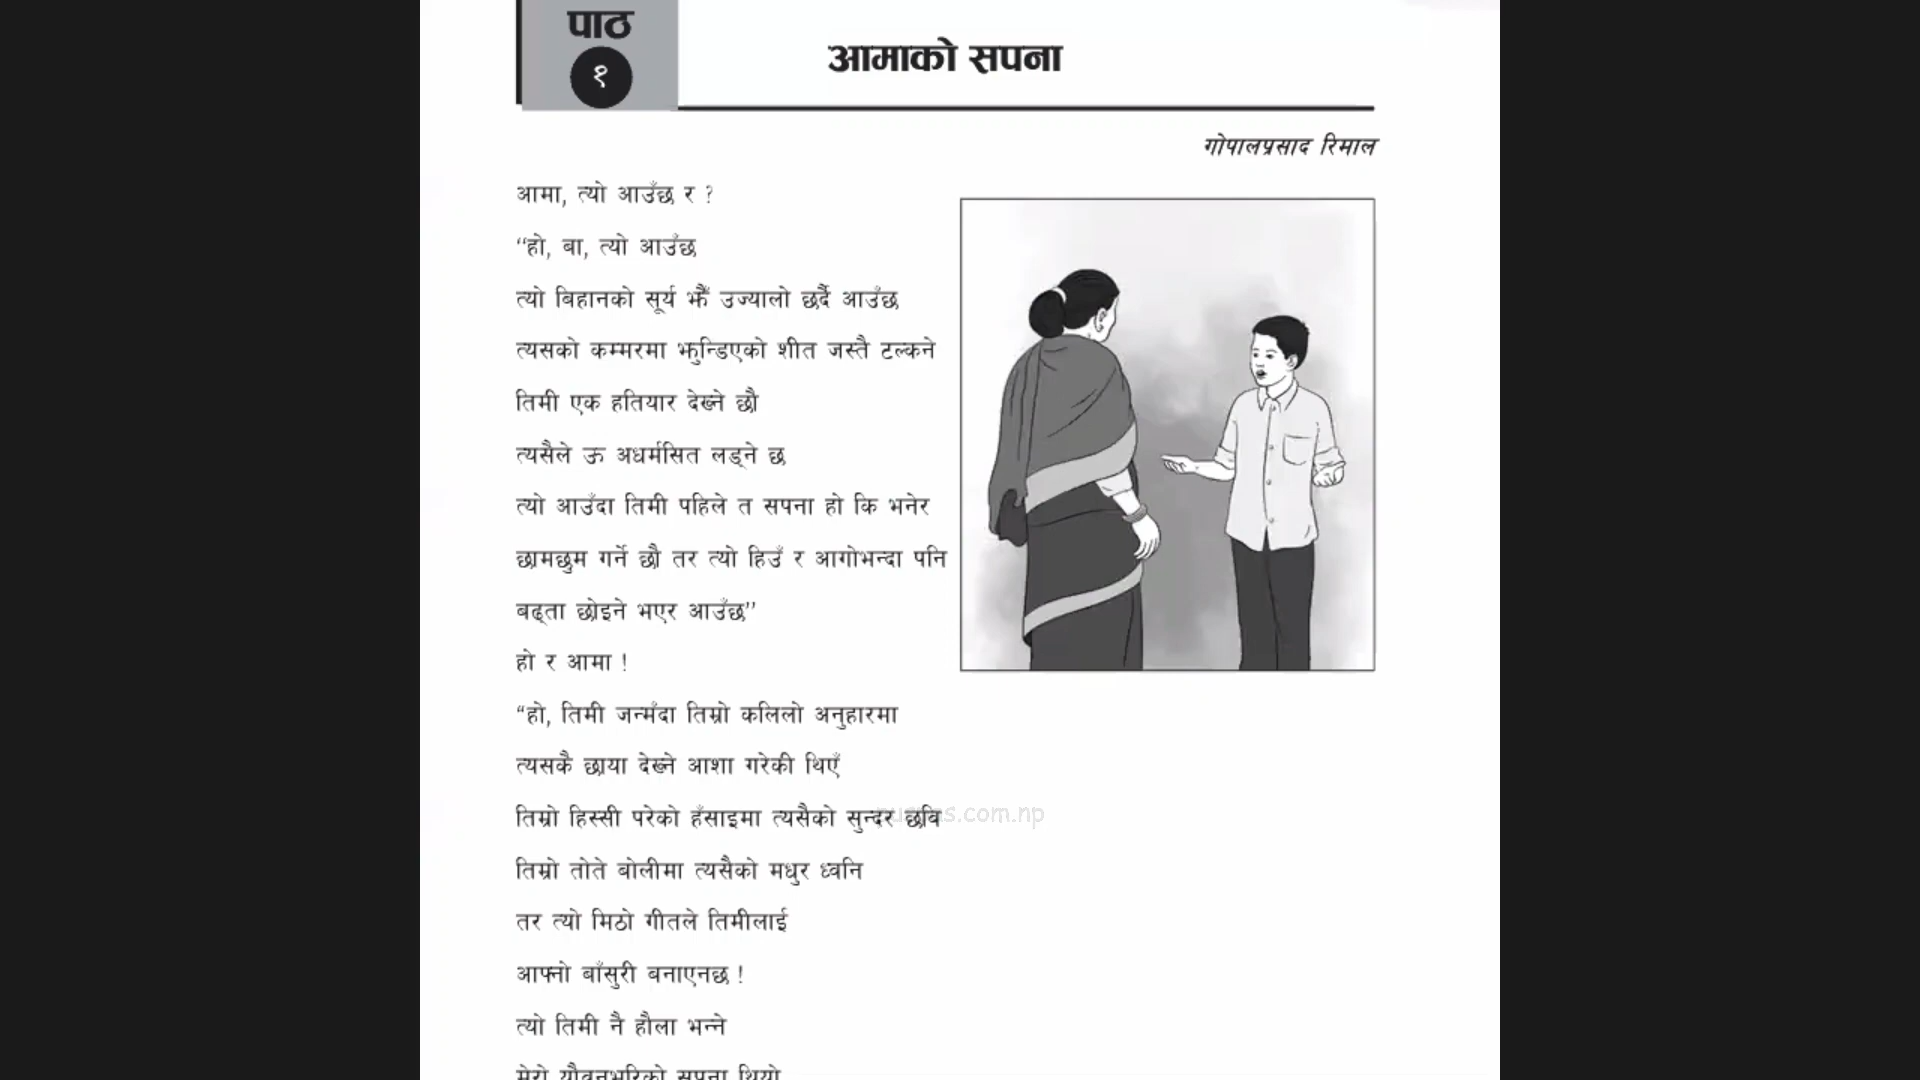 पाठ
१
आमाको सपना
गोपालप्रसाद रिमाल
आमा, त्यो आउँछ र ?
‘‘हो, बा, त्यो आउँछ
त्यो बिहानको सूर्य झैँ उज्यालो छर्दै आउँछ
त्यसको कम्मरमा झुन्डिएको शीत जस्तै टल्कने
तिमी एक हतियार देख्ने छौ
त्यसैले ऊ अधर्मसित लड्ने छ
त्यो आउँदा तिमी पहिले त सपना हो कि भनेर
छामछुम गर्ने छौ तर त्यो हिउँ र आगोभन्दा पनि
बढ्ता छोइने भएर आउँछ’’
हो र आमा !
“हो, तिमी जन्मँदा तिम्रो कलिलो अनुहारमा
त्यसकै छाया देख्ने आशा गरेकी थिएँ
तिम्रो हिस्सी परेको हँसाइमा त्यसैको सुन्दर छवि
तिम्रो तोते बोलीमा त्यसैको मधुर ध्वनि
तर त्यो मिठो गीतले तिमीलाई
आफ्नो बाँसुरी बनाएनछ !
त्यो तिमी नै हौला भन्ने
मेरो यौवनभरिको सपना थियो